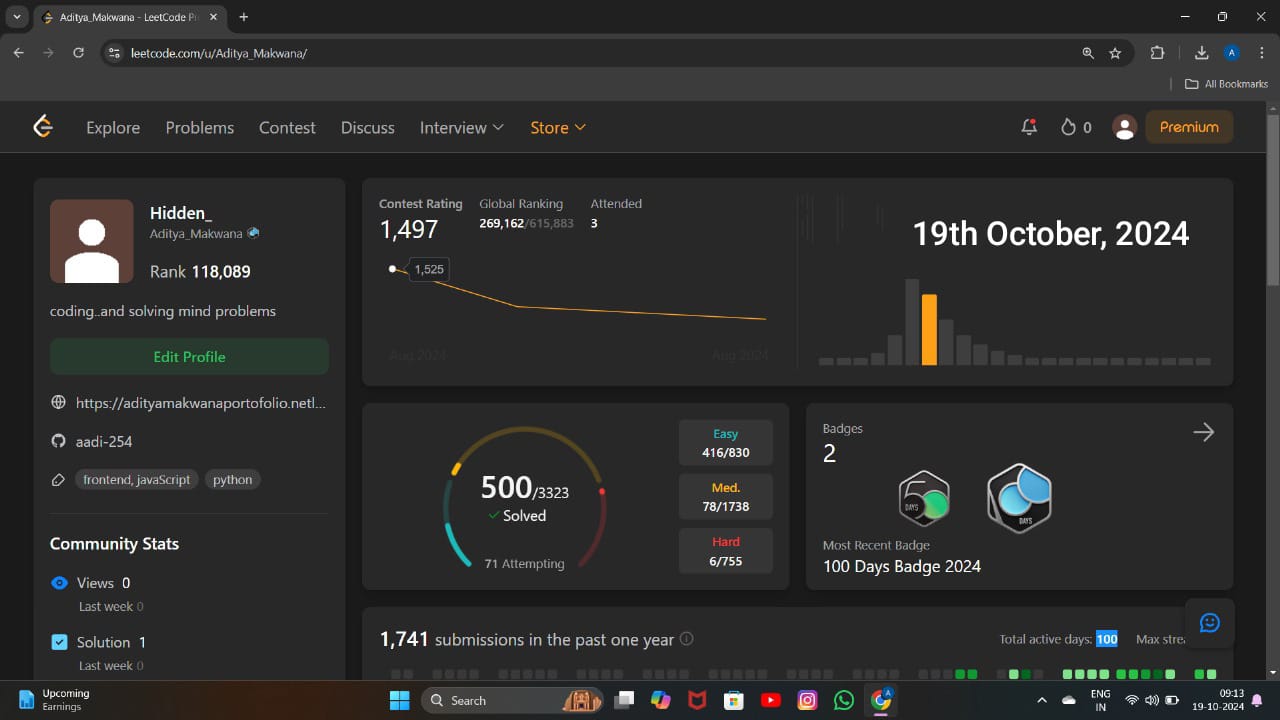 Aditya_Makwana - LeetCode Pr
leetcode.com/u/Aditya_Makwana/
A
All Bookmarks
Explore
Problems
Contest
Discuss
Interview
Store
0
Premium
Hidden_
Aditya_Makwana
Rank 118,089
coding..and solving mind problems
Edit Profile
https://adityamakwanaportofolio.netl...
aadi-254
frontend, javaScript
python
Community Stats
Views 0
Last week 0
Solution 1
Last week 0
Contest Rating
1,497
Global Ranking
269,162/615,883
Attended
3
1,525
Aug 2024
Aug 2024
19th October, 2024
500/3323
Solved
71 Attempting
Easy
416/830
Med.
78/1738
Hard
6/755
Badges
2
50
DAYS
DAYS
Most Recent Badge
100 Days Badge 2024
1,741 submissions in the past one year
Total active days: 100
Max strea
Upcoming
Earnings
Search
A
ENG
IN
09:13
19-10-2024